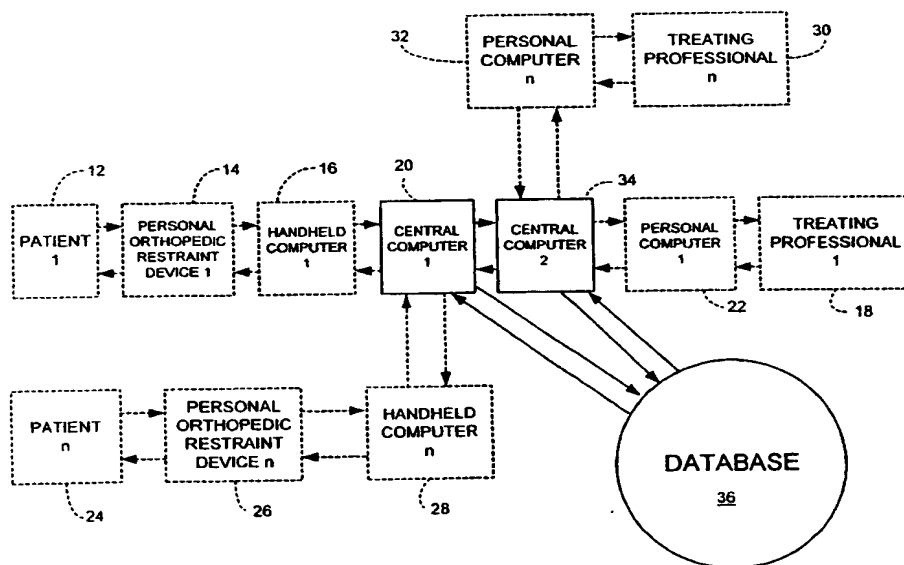 32
PERSONAL
COMPUTER
n
TREATING
PROFESSIONAL
n
30
12
14
16
20
34
PATIENT
1
PERSONAL
ORTHOPEDIC
RESTRAINT
DEVICE 1
HANDHELD
COMPUTER
1
CENTRAL
COMPUTER
1
CENTRAL
COMPUTER
2
PERSONAL
COMPUTER
1
TREATING
PROFESSIONAL
1
22
18
PATIENT
n
PERSONAL
ORTHOPEDIC
RESTRAINT
DEVICE n
HANDHELD
COMPUTER
n
24
26
28
DATABASE
36